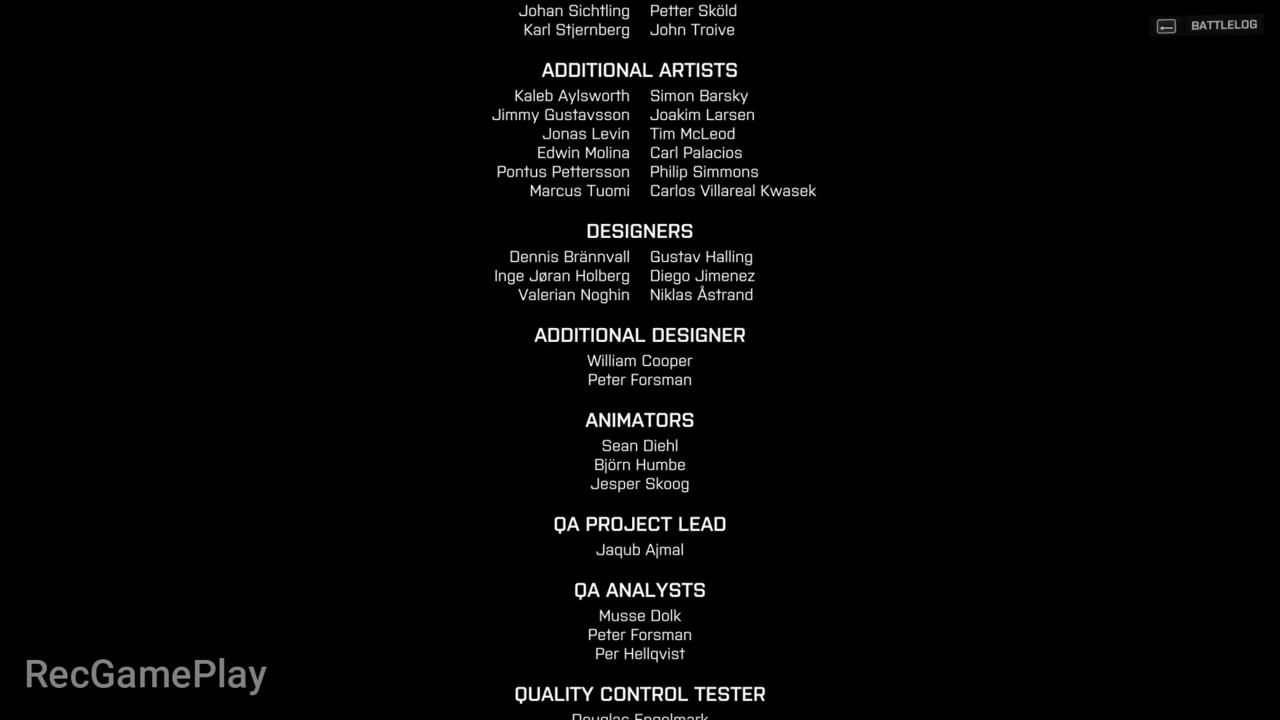 Johan Sichtling Petter Sköld
Karl Stjernberg John Troive
BATTLELOG
ADDITIONAL ARTISTS
Kaleb Aylsworth Simon Barsky
Jimmy Gustavsson Joakim Larsen
Jonas Levin Tim McLeod
Edwin Molina Carl Palacios
Pontus Pettersson Philip Simmons
Marcus Tuomi Carlos Villareal Kwasek
DESIGNERS
Dennis Brännvall Gustav Halling
Inge Jøran Holberg Diego Jimenez
Valerian Noghin Niklas Åstrand
ADDITIONAL DESIGNER
William Cooper
Peter Forsman
ANIMATORS
Sean Diehl
Björn Humbe
Jesper Skoog
QA PROJECT LEAD
Jaqub Ajmal
QA ANALYSTS
Musse Dolk
Peter Forsman
Per Hellqvist
RecGamePlay
QUALITY CONTROL TESTER
Douglas Engelmark